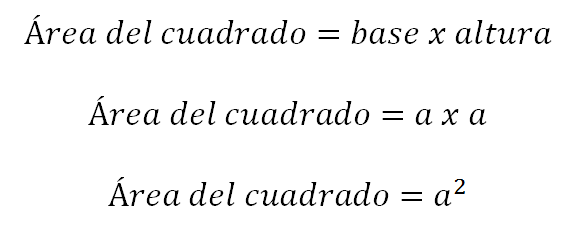 Área del cuadrado = base x altura
Área del cuadrado = a x a
Área del cuadrado = a²